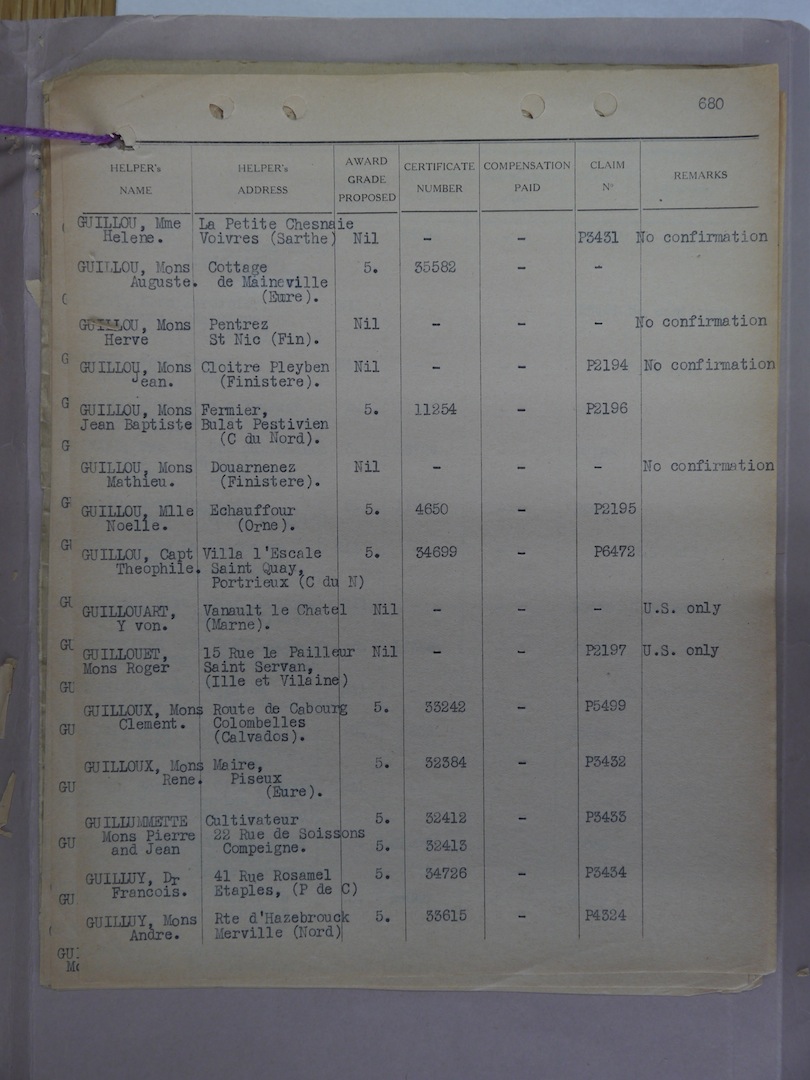 680
HELPER's NAME HELPER's ADDRESS AWARD GRADE PROPOSED CERTIFICATE NUMBER COMPENSATION PAID CLAIM Nº REMARKS
GUILLOU, Mme La Petite Chesnaie
Helene. Voivres (Sarthe) Nil - - P3431 No confirmation
GUILLOU, Mons Cottage 5. 35582 - -
Auguste. de Maineville
(Eure).
GUILLOU, Mons Pentrez Nil - - - No confirmation
Herve St Nic (Fin).
GUILLOU, Mons Cloitre Pleyben Nil - - P2194 No confirmation
Jean. (Finistere).
GUILLOU, Mons Fermier, 5. 11254 - P2196
Jean Baptiste Bulat Pestivien
(C du Nord).
GUILLOU, Mons Douarnenez Nil - - - No confirmation
Mathieu. (Finistere).
GUILLOU, Mlle Echauffour 5. 4650 - P2195
Noelle. (Orne).
GUILLOU, Capt Villa l'Escale 5. 34699 - P6472
Theophile. Saint Quay,
Portrieux (C du N)
GUILLOUART, Vanault le Chatel Nil - - - U.S. only
Y von. (Marne).
GUILLOUET, 15 Rue le Pailleur Nil - - P2197 U.S. only
Mons Roger Saint Servan,
(Ille et Vilaine)
GUILLOUX, Mons Route de Cabourg 5. 33242 - P5499
Clement. Colombelles
(Calvados).
GUILLOUX, Mons Maire, 5. 32384 - P3432
Rene. Piseux
(Eure).
GUILLUMMETTE Cultivateur 5. 32412 - P3433
Mons Pierre 22 Rue de Soissons
and Jean Compeigne. 5. 32413
GUILLUY, Dr 41 Rue Rosamel 5. 34726 - P3434
Francois. Etaples, (P de C)
GUILLUY, Mons Rte d'Hazebrouck 5. 33615 - P4324
Andre. Merville (Nord)